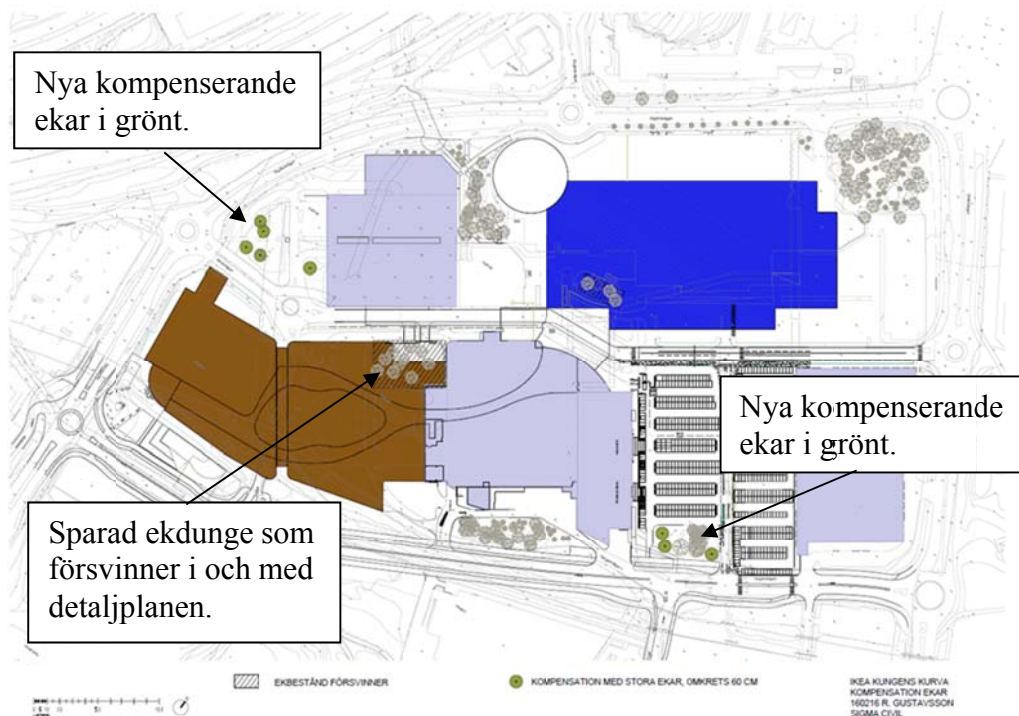 Nya kompenserande
ekar i grönt.
Nya kompenserande
ekar i grönt.
Sparad ekdunge som
försvinner i och med
detaljplanen.
EKBESTÅND FÖRSVINNER
KOMPENSATION MED STORA EKAR, OMKRETS 60 CM
IKEA KUNGENS KURVA
KOMPENSATION EKAR
160216 R. GUSTAVSSON
SIGMA CIVIL